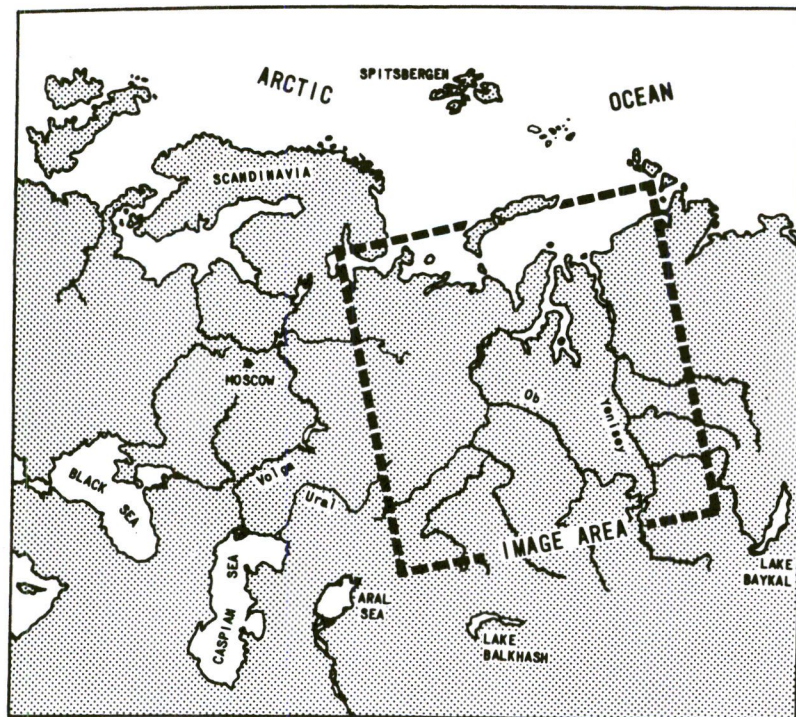 ARCTIC
SPITSBERGEN
OCEAN
SCANDINAVIA
MOSCOW
Ob
Yenisey
Volga
Ural
BLACK
SEA
IMAGE AREA
CASPIAN
SEA
ARAL
SEA
LAKE
BALKHASH
LAKE
BAYKAL